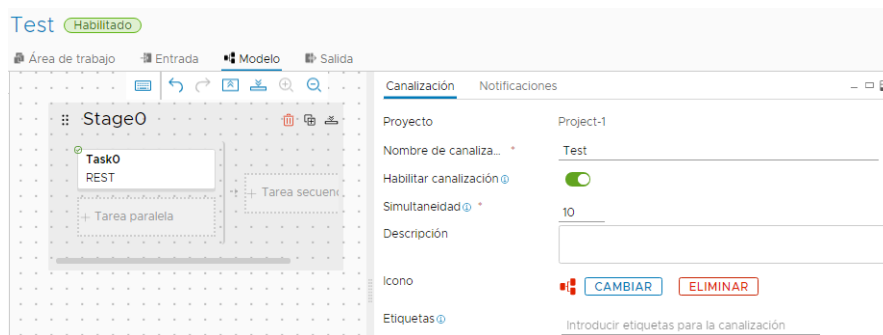 Test Habilitado
Área de trabajo Entrada Modelo Salida
Stage0
Task0
REST
+ Tarea paralela
+ Tarea secuenc
Canalización Notificaciones
Proyecto Project-1
Nombre de canaliza... * Test
Habilitar canalización
Simultaneidad * 10
Descripción
Icono CAMBIAR ELIMINAR
Etiquetas Introducir etiquetas para la canalización